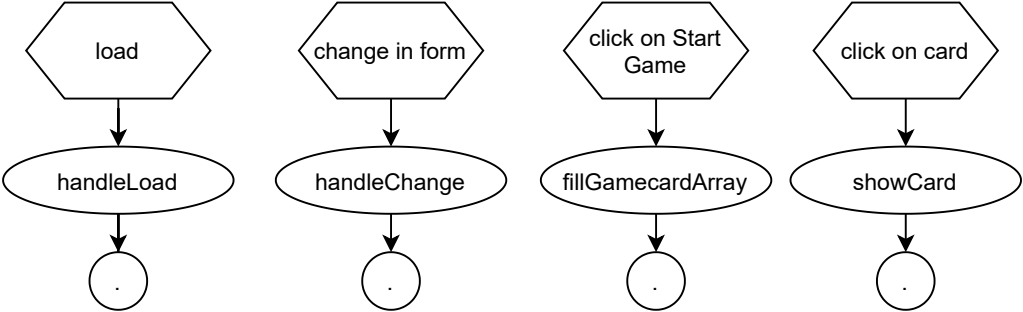 load
change in form
click on Start
Game
click on card
handleLoad
handleChange
fillGamecardArray
showCard
.
.
.
.